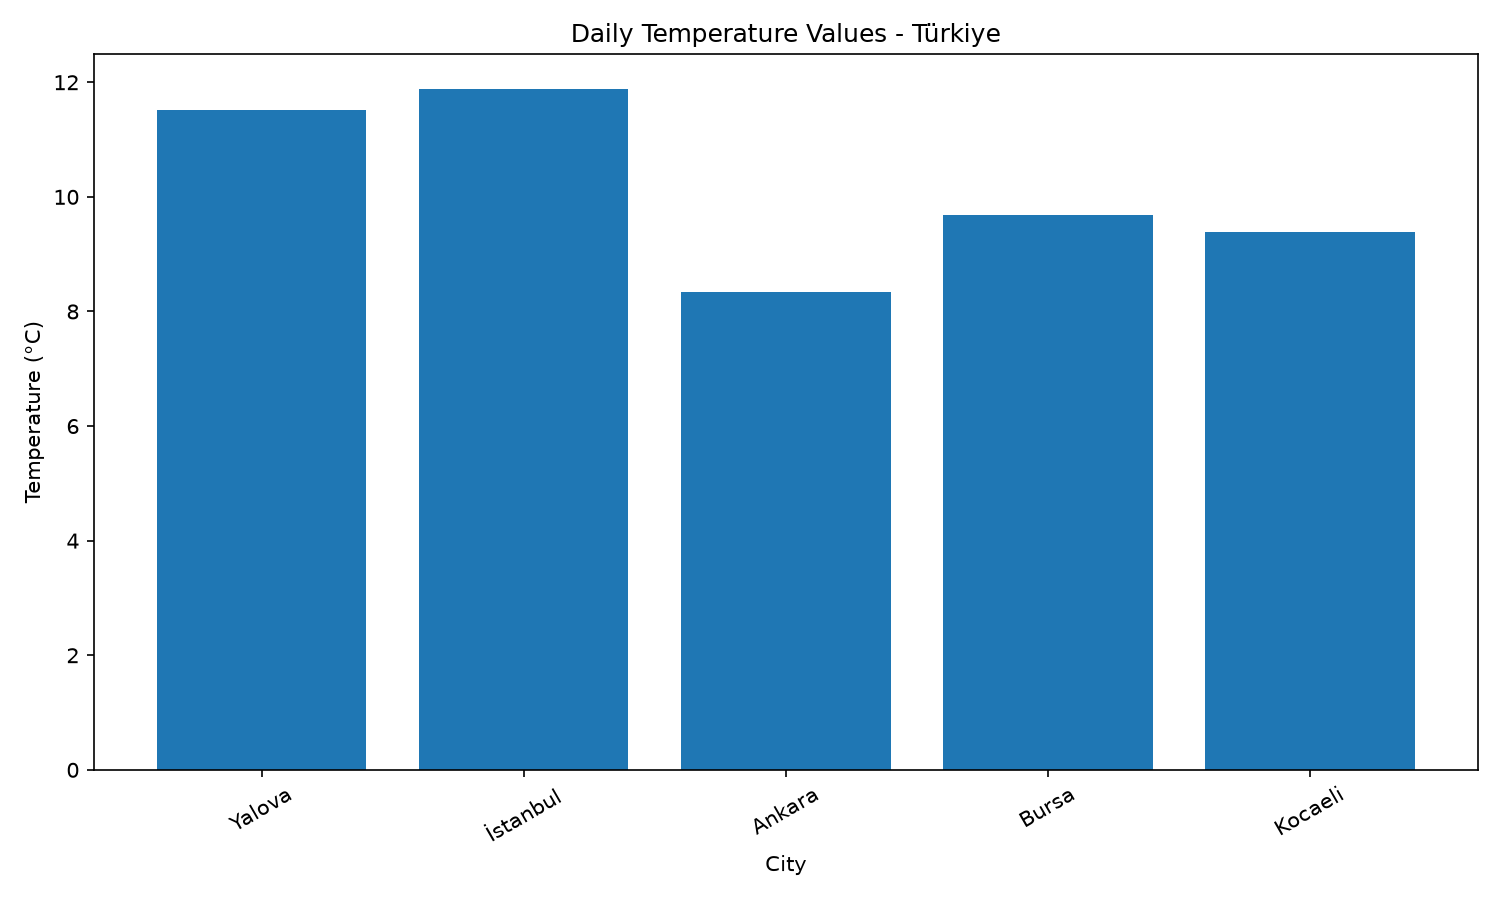 Daily Temperature Values - Türkiye
Temperature (°C)
12
10
8
6
4
2
0
Yalova
İstanbul
Ankara
Bursa
Kocaeli
City